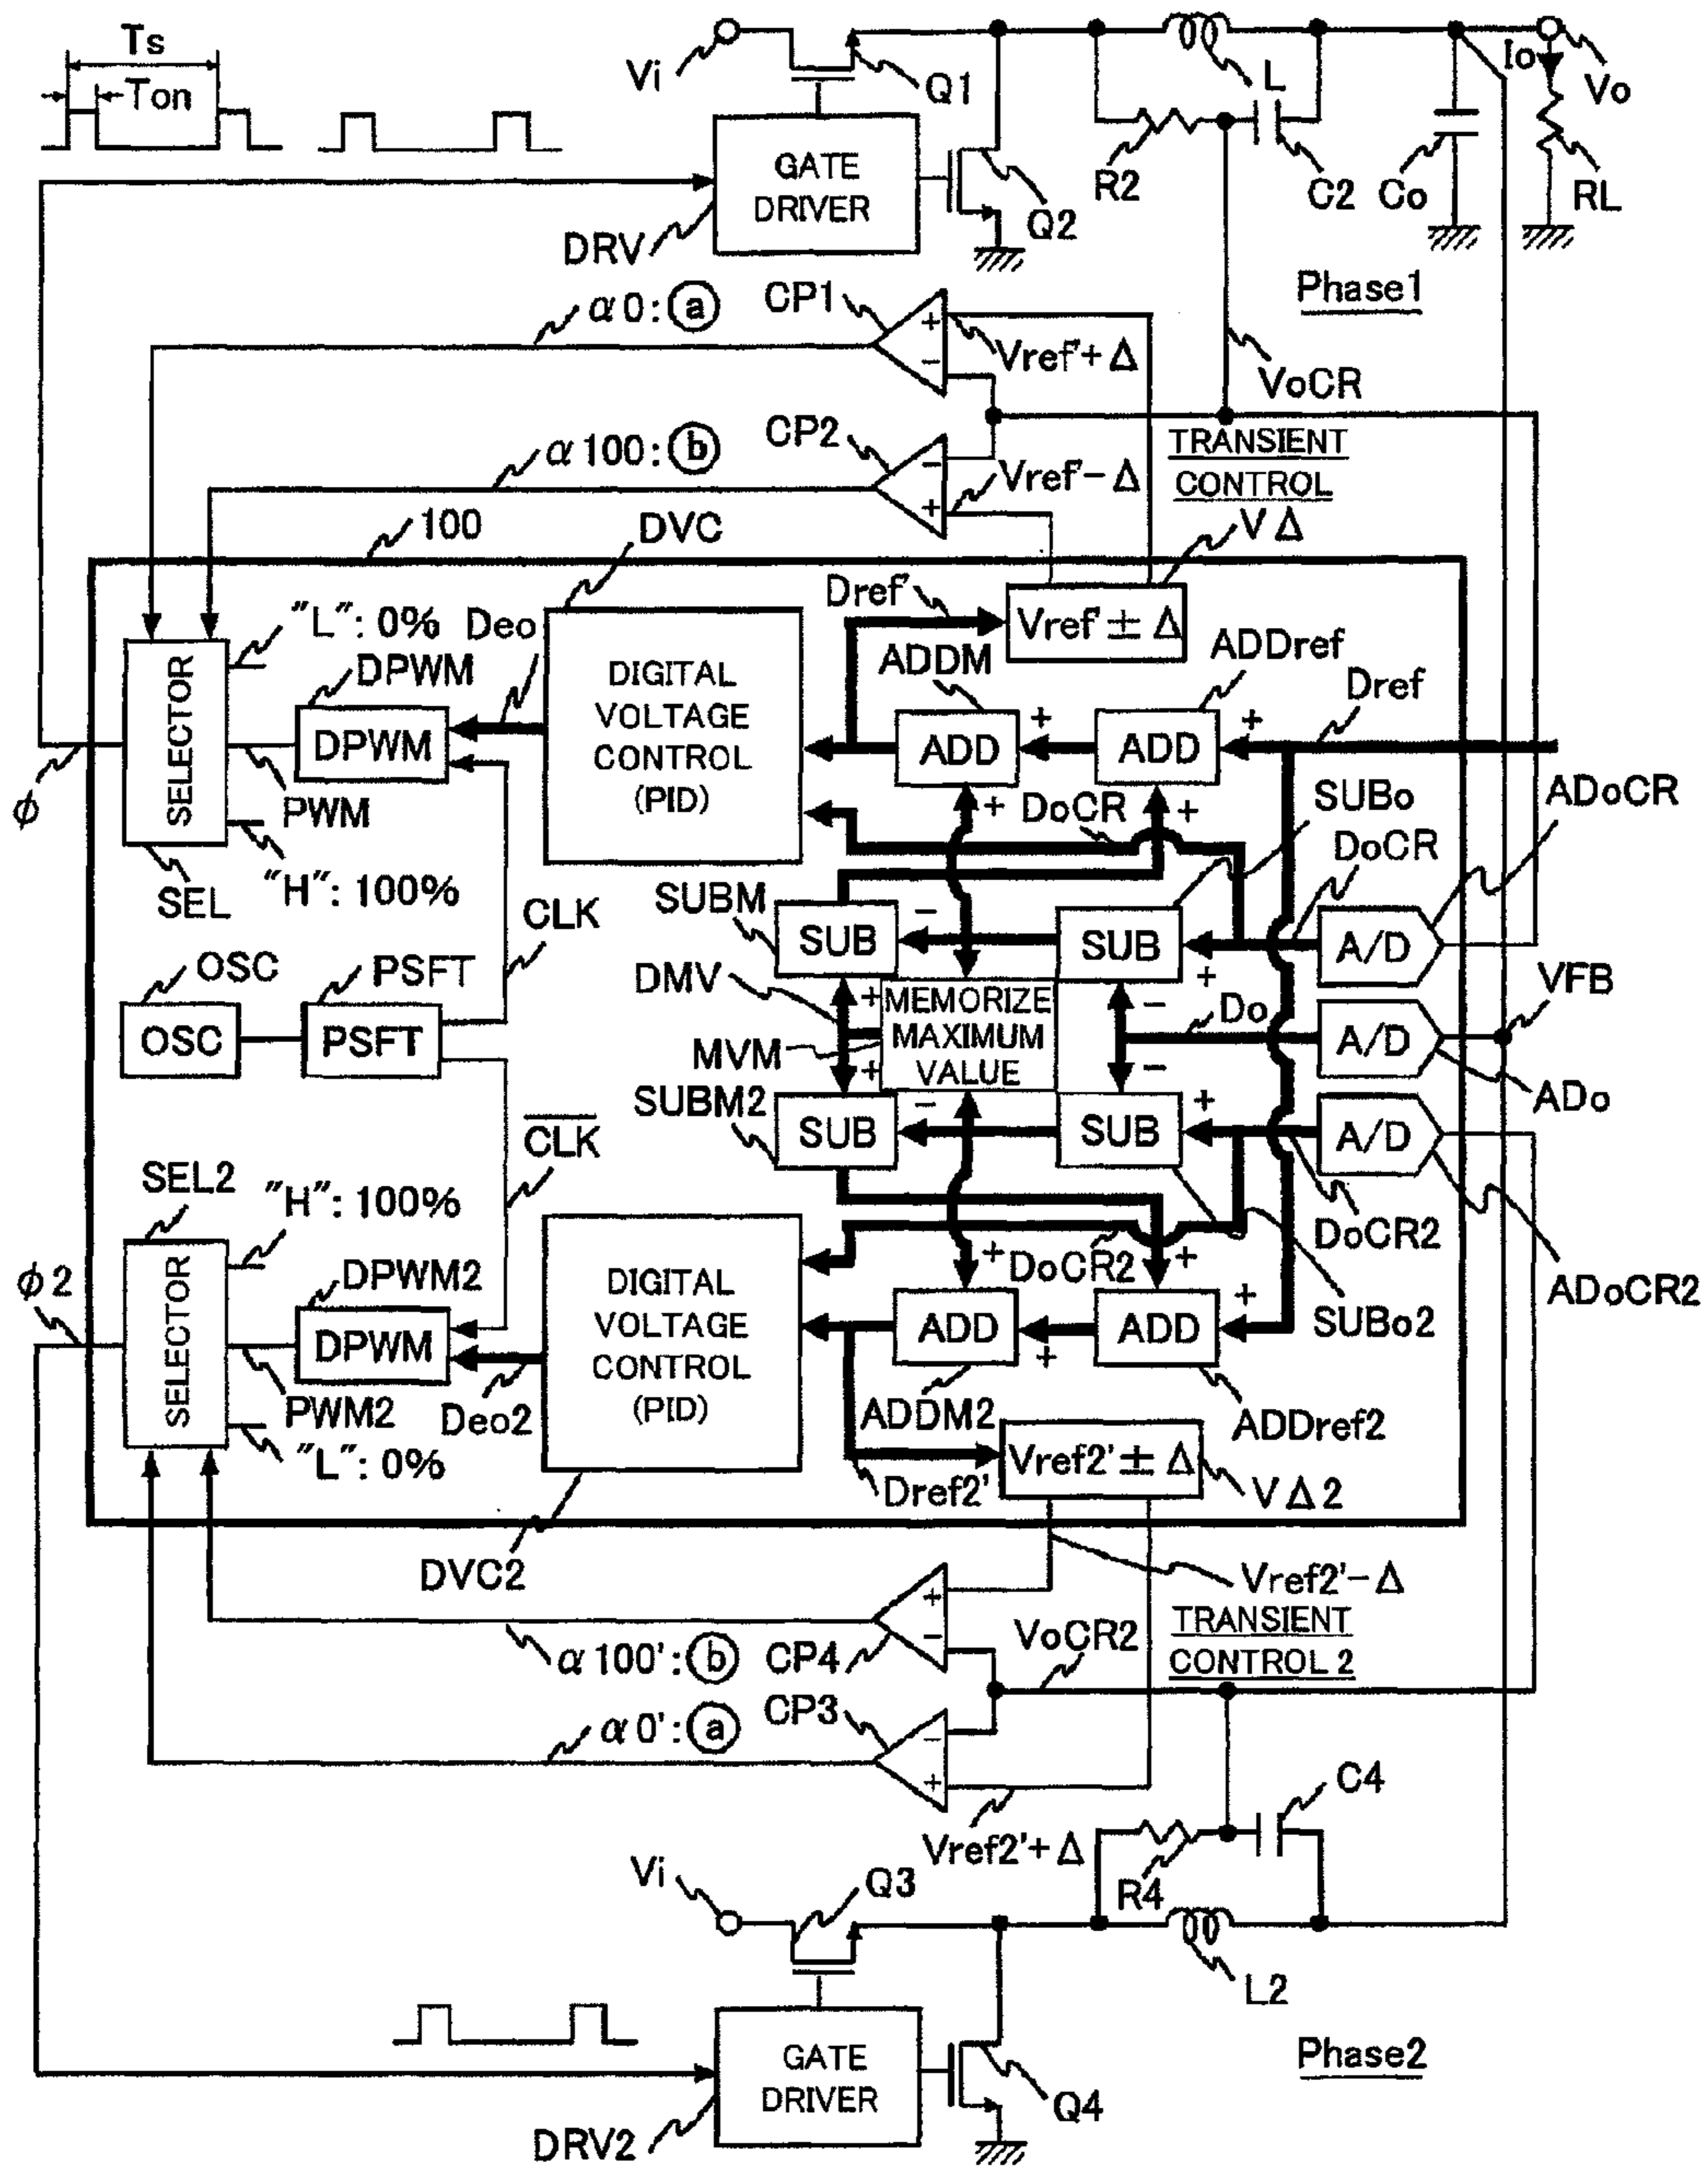 Ts
Ton
Vi
Q1
L
Io
Vo
GATE
DRIVER
R2
C2
Co
RL
DRV
Q2
Phase1
α0:ⓐ
CP1
+
−
Vref'+Δ
VoCR
α100:ⓑ
CP2
−
+
Vref'-Δ
TRANSIENT
CONTROL
100
DVC
VΔ
Dref'
Vref'±Δ
"L": 0%
Deo
ADDM
ADDref
DPWM
DIGITAL
VOLTAGE
CONTROL
(PID)
Dref
SELECTOR
DPWM
ADD
+
ADD
+
φ
PWM
SUBo
ADoCR
+
DoCR
+
DoCR
"H": 100%
SEL
SUBM
CLK
SUB
−
SUB
A/D
+
OSC
PSFT
DMV
+
MEMORIZE
MAXIMUM
VALUE
−
Do
VFB
OSC
PSFT
MVM
A/D
+
−
SUBM2
ADo
SUB
−
SUB
+
A/D
C̅L̅K̅
SEL2
"H": 100%
DoCR2
φ2
DPWM2
DIGITAL
VOLTAGE
CONTROL
(PID)
+
DoCR2
+
ADoCR2
SELECTOR
DPWM
ADD
+
ADD
+
SUBo2
PWM2
Deo2
ADDM2
ADDref2
"L": 0%
Vref2'±Δ
Dref2'
VΔ2
DVC2
Vref2'-Δ
+
−
TRANSIENT
CONTROL 2
VoCR2
α100':ⓑ
CP4
α0':ⓐ
CP3
−
+
C4
Vref2'+Δ
Vi
Q3
R4
L2
GATE
DRIVER
Phase2
Q4
DRV2